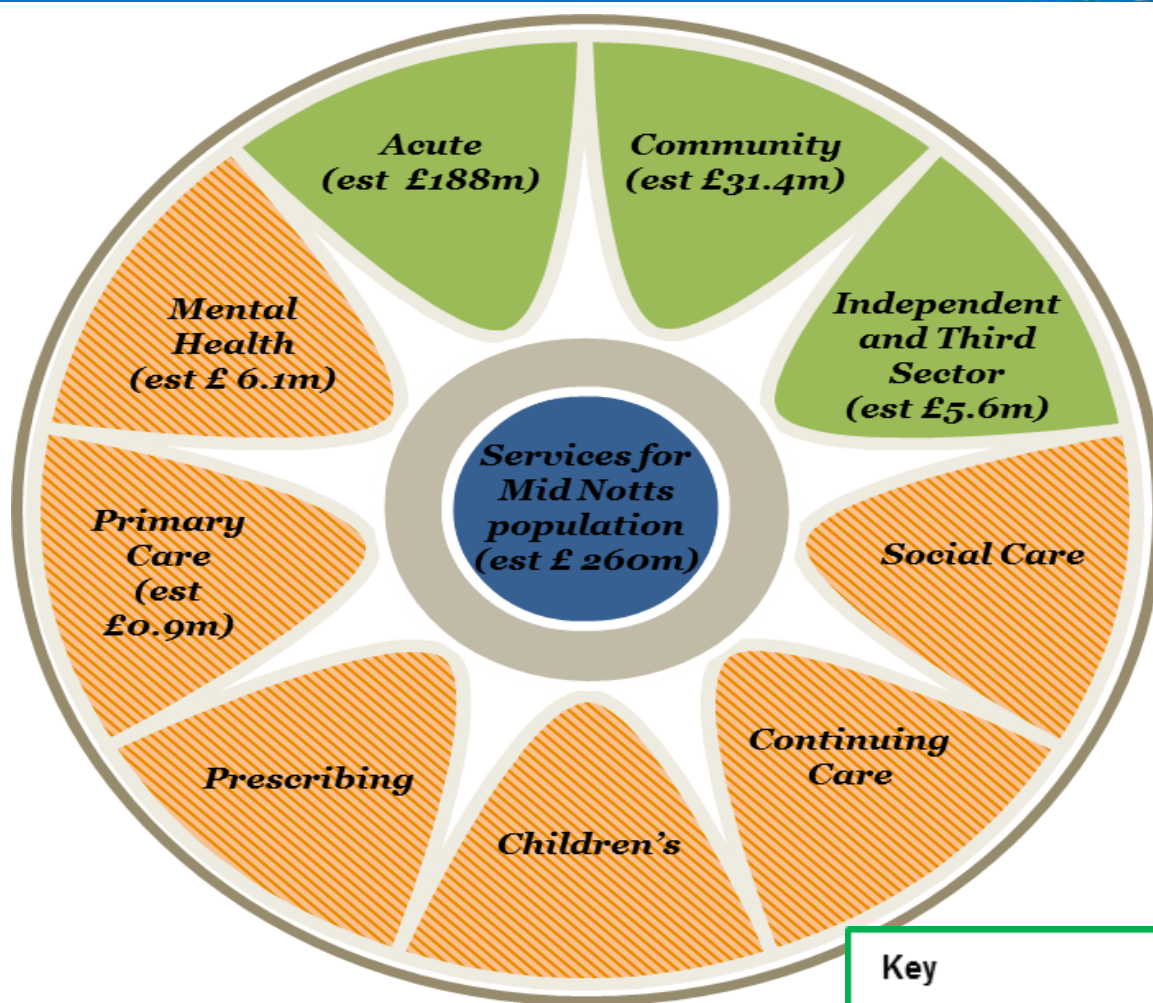 Acute
(est £188m)
Community
(est £31.4m)
Mental
Health
(est £ 6.1m)
Independent
and Third
Sector
(est £5.6m)
Services for
Mid Notts
population
(est £ 260m)
Primary
Care
(est
£0.9m)
Social Care
Prescribing
Continuing
Care
Children's
Key